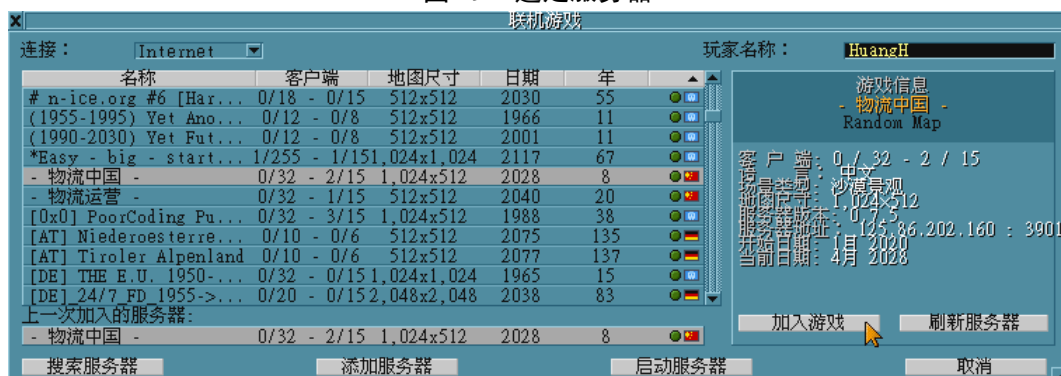 联机游戏
连接： Internet 玩家名称： HuangH
名称 客户端 地图尺寸 日期 年
# n-ice.org #6 [Har... 0/18 - 0/15 512x512 2030 55
(1955-1995) Yet Ano... 0/12 - 0/8 512x512 1966 11
(1990-2030) Yet Fut... 0/12 - 0/8 512x512 2001 11
*Easy - big - start... 1/255 - 1/15 1,024x1,024 2117 67
- 物流中国 - 0/32 - 2/15 1,024x512 2028 8
- 物流运营 - 0/32 - 1/15 512x512 2040 20
[0x0] PoorCoding Pu... 0/32 - 3/15 1,024x512 1988 38
[AT] Niederoesterre... 0/10 - 0/6 512x512 2075 135
[AT] Tiroler Alpenland 0/10 - 0/6 512x512 2077 137
[DE] THE E.U. 1950-... 0/32 - 0/15 1,024x1,024 1965 15
[DE]_24/7_FD_1955->... 0/20 - 0/15 2,048x2,048 2038 83
上一次加入的服务器:
- 物流中国 - 0/32 - 2/15 1,024x512 2028 8
游戏信息
- 物流中国 -
Random Map
客 户 端: 0 / 32 - 2 / 15
语 言: 中文
场景类型: 沙漠景观
地图尺寸: 1,024x512
服务器版本: 0.7.5
服务器地址: 125.86.202.160 : 3901
开始日期: 1月 2020
当前日期: 4月 2028
加入游戏 刷新服务器
搜索服务器 添加服务器 启动服务器 取消